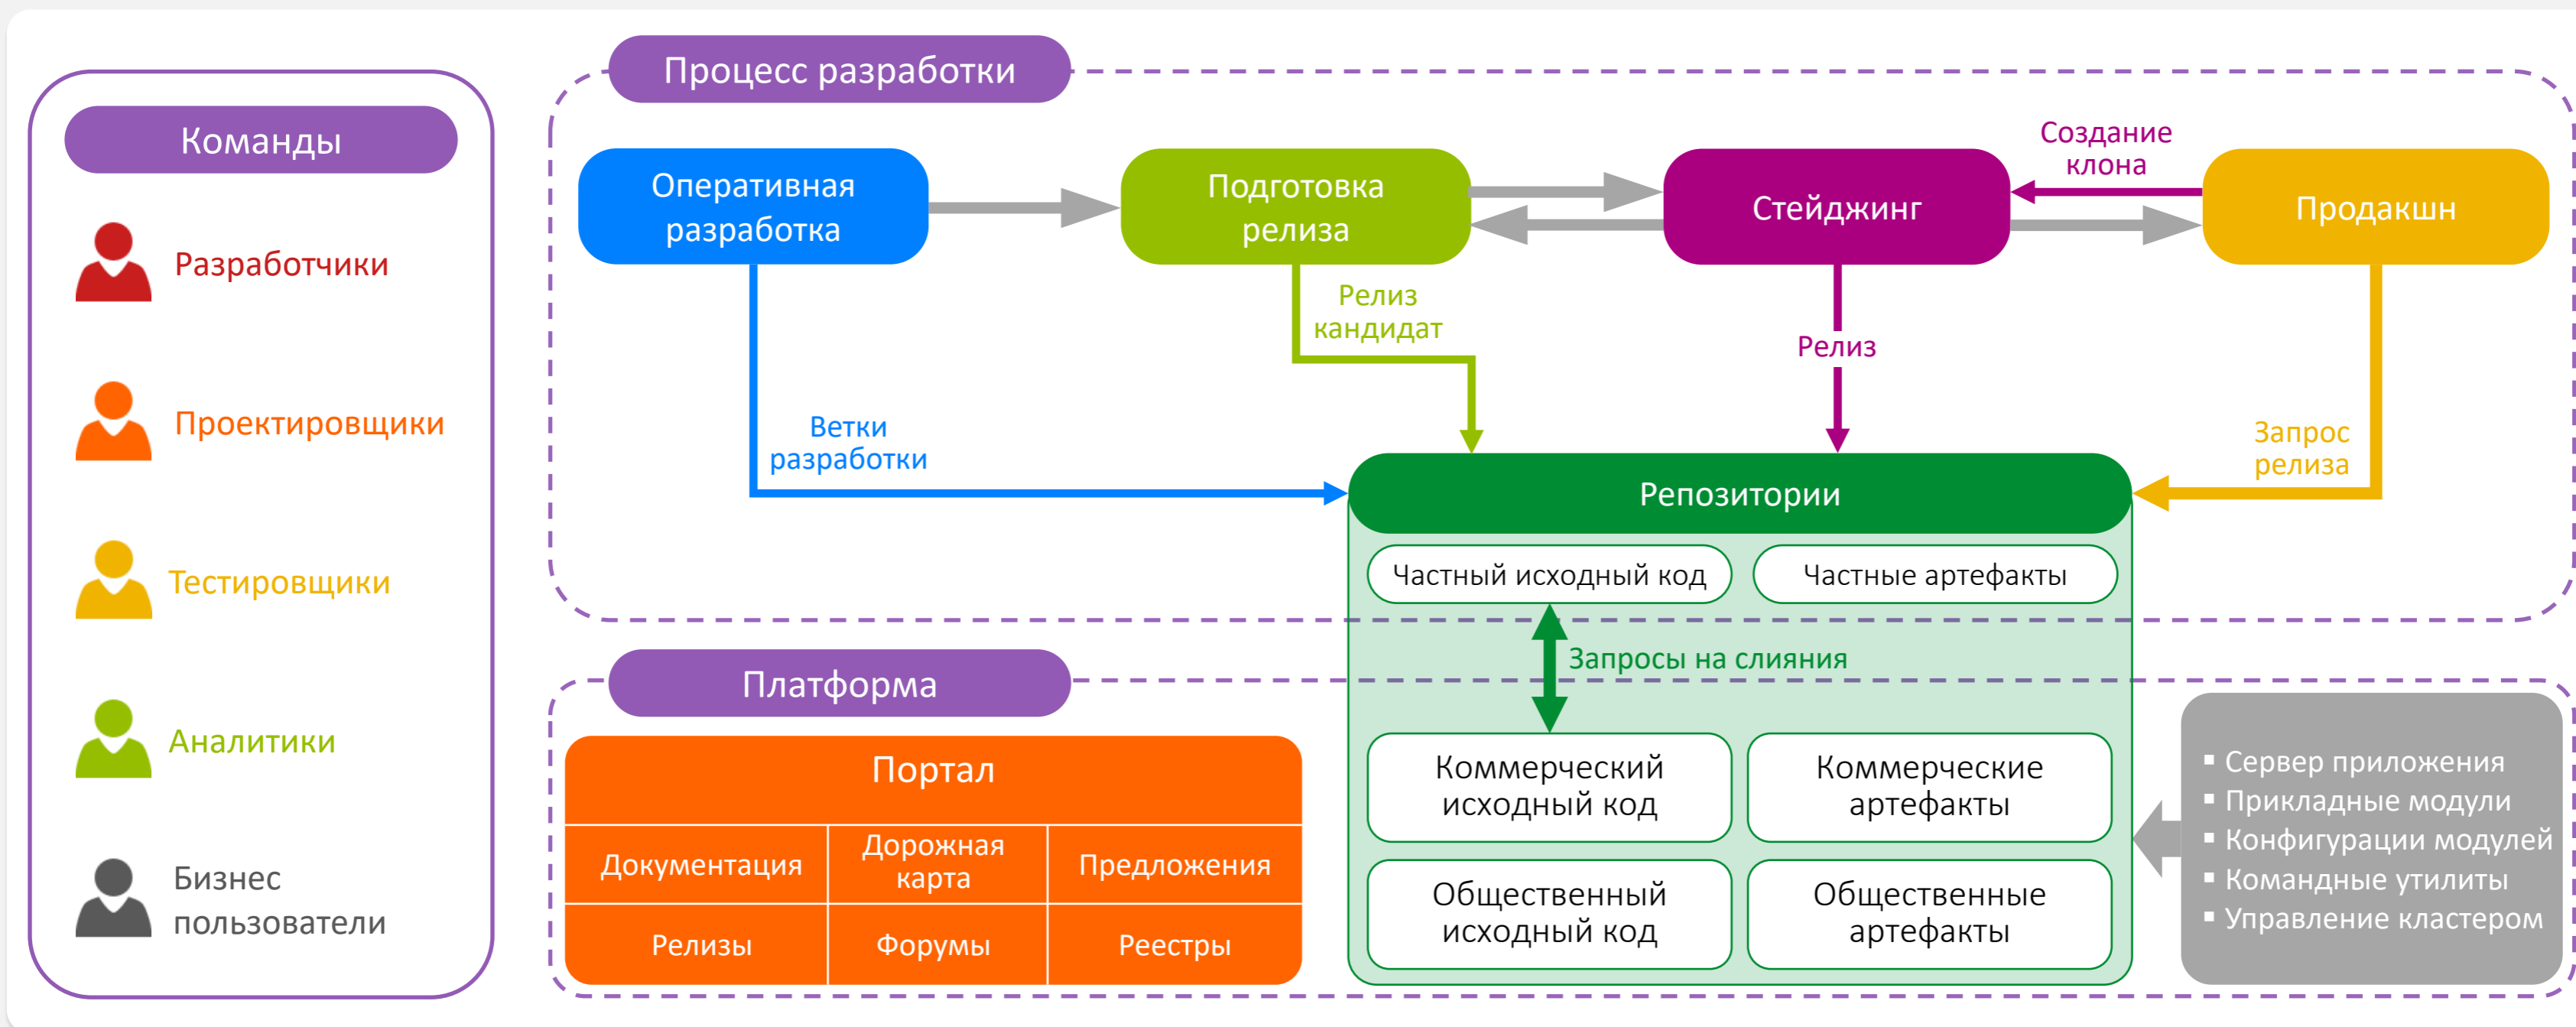 Команды
Разработчики
Проектировщики
Тестировщики
Аналитики
Бизнес
пользователи
Процесс разработки
Оперативная
разработка
Подготовка
релиза
Стейджинг
Создание
клона
Продакшн
Релиз
кандидат
Релиз
Ветки
разработки
Запрос
релиза
Репозитории
Частный исходный код
Частные артефакты
Запросы на слияния
Платформа
Портал
Документация
Дорожная
карта
Предложения
Релизы
Форумы
Реестры
Коммерческий
исходный код
Коммерческие
артефакты
Общественный
исходный код
Общественные
артефакты
▪ Сервер приложения
▪ Прикладные модули
▪ Конфигурации модулей
▪ Командные утилиты
▪ Управление кластером